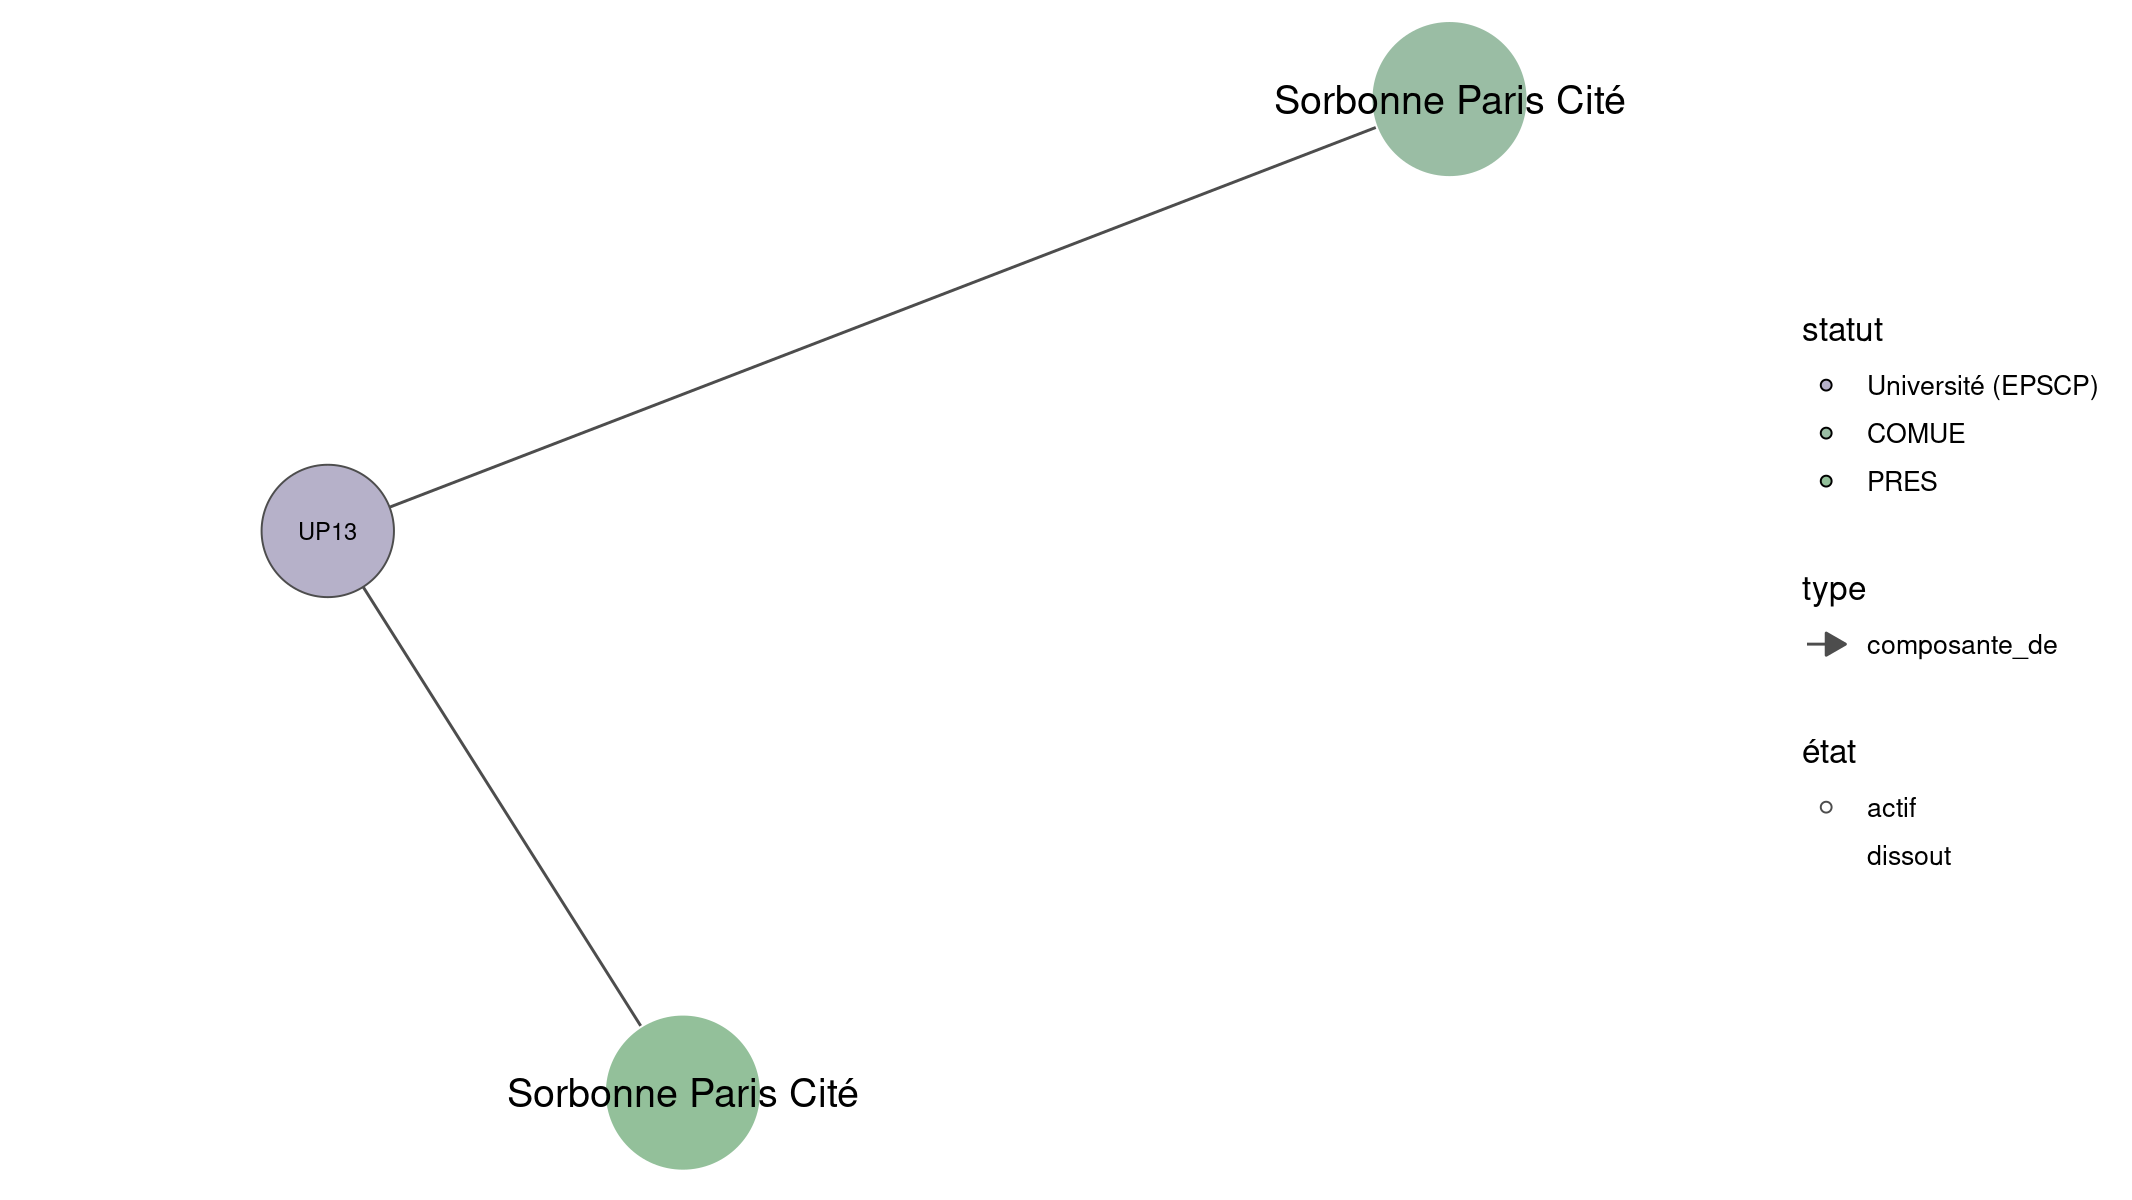 Sorbonne Paris Cité
UP13
Sorbonne Paris Cité
statut
Université (EPSCP)
COMUE
PRES
type
composante_de
état
actif
dissout